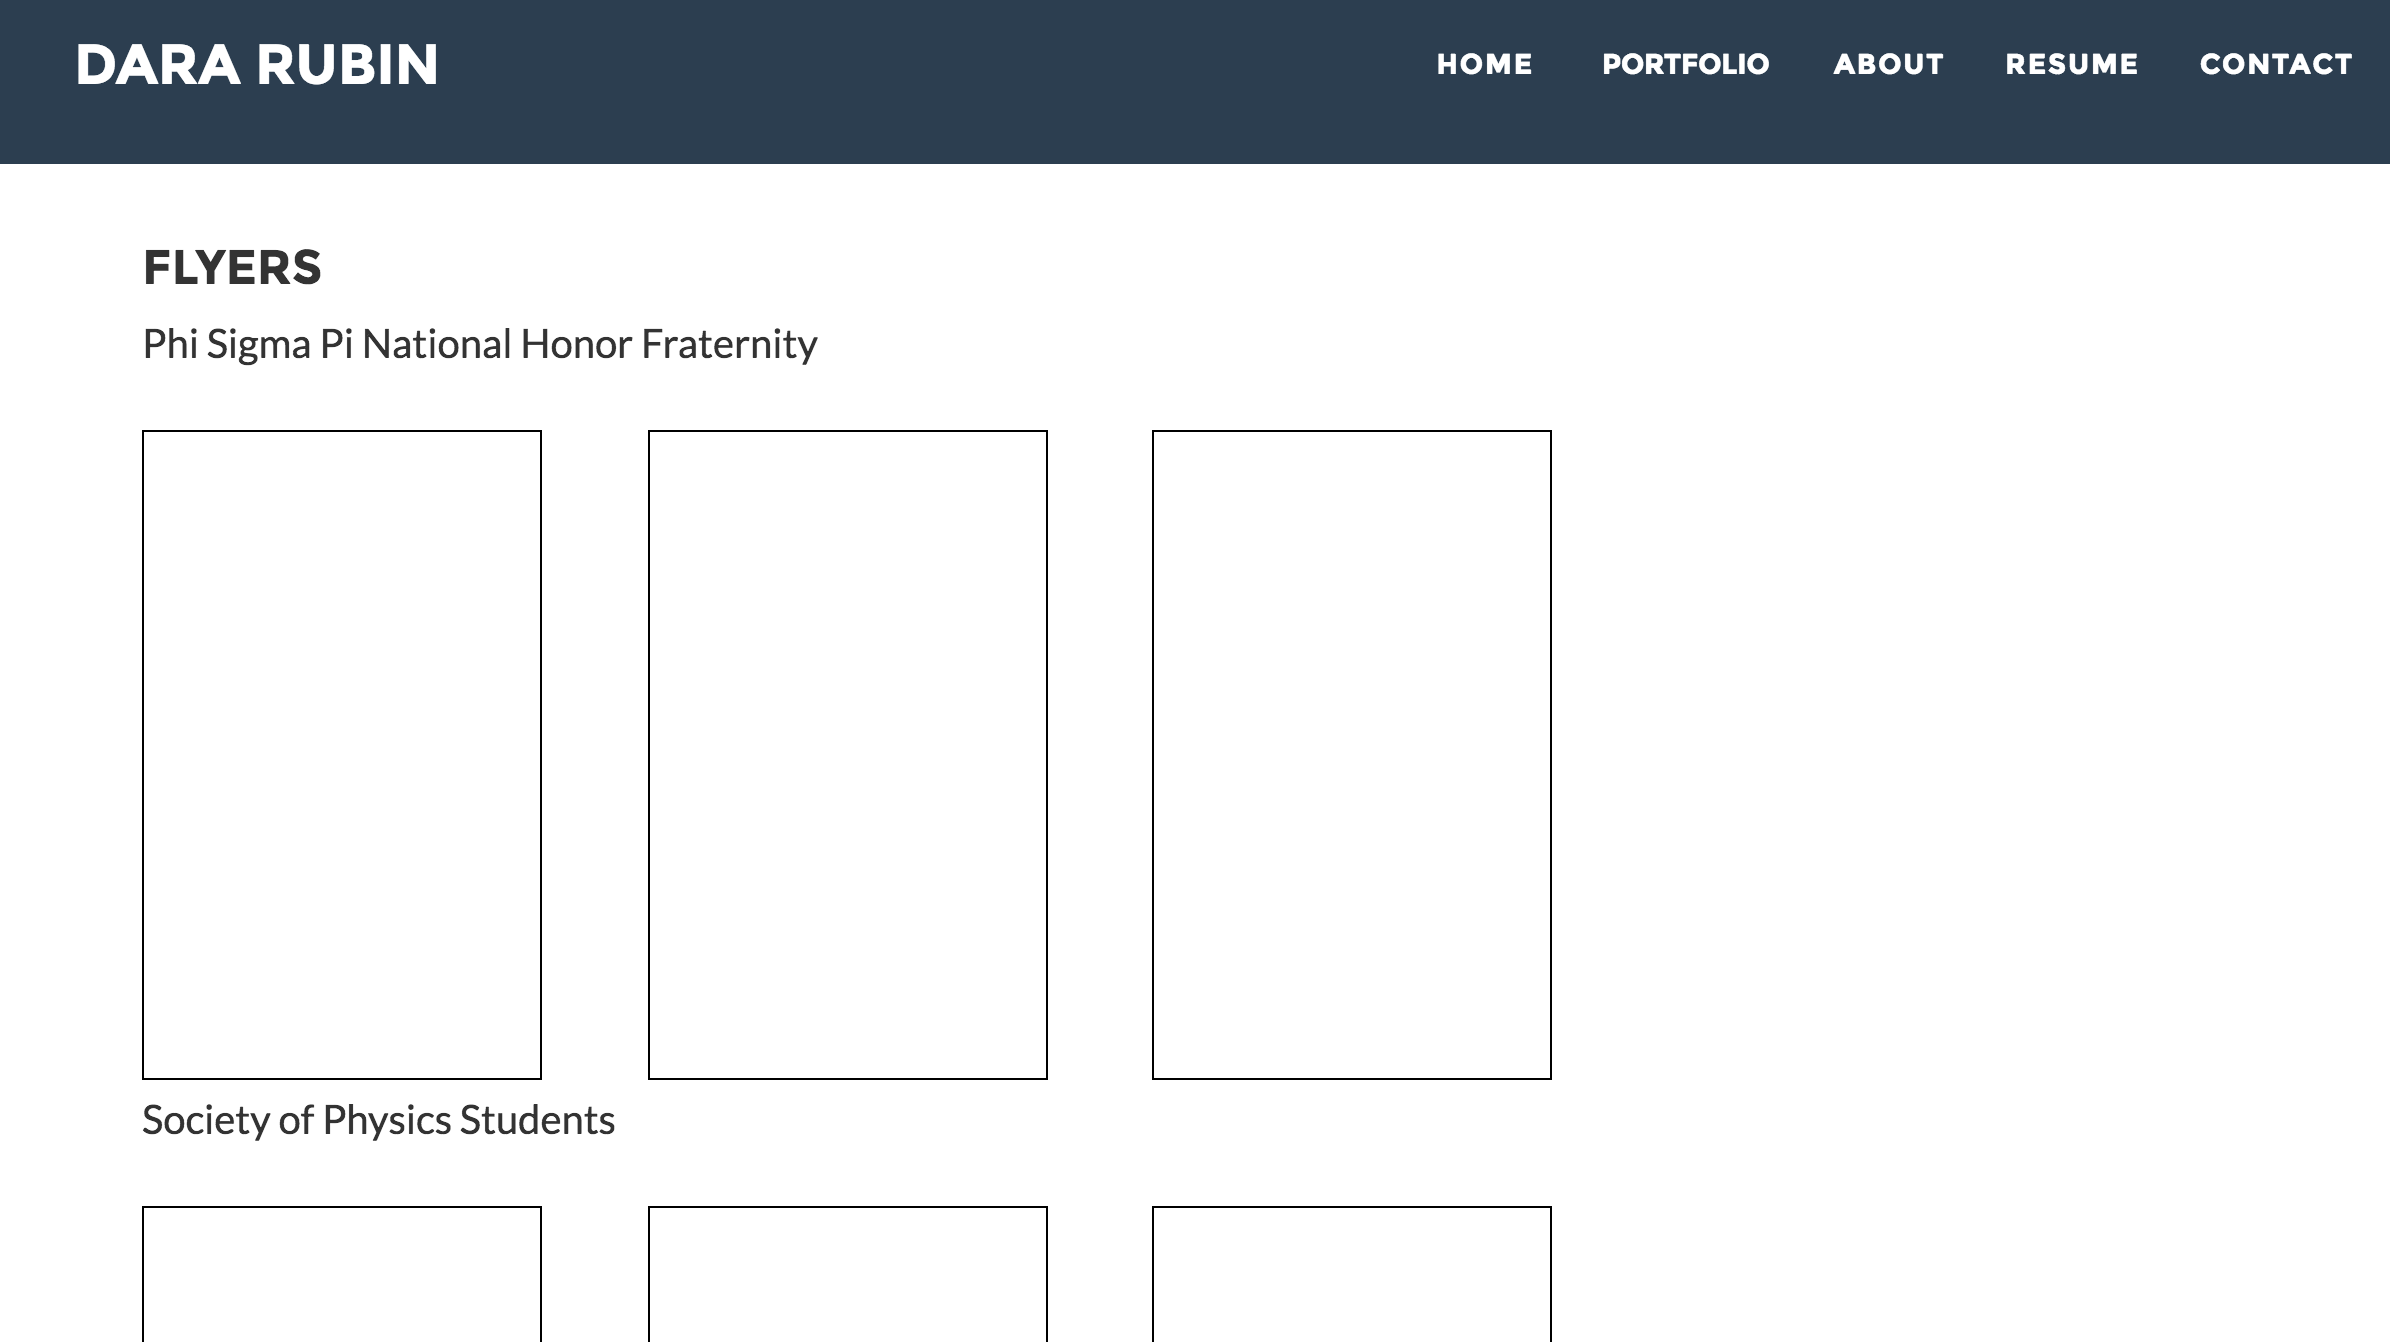 DARA RUBIN
HOME PORTFOLIO ABOUT RESUME CONTACT
FLYERS
Phi Sigma Pi National Honor Fraternity
Society of Physics Students